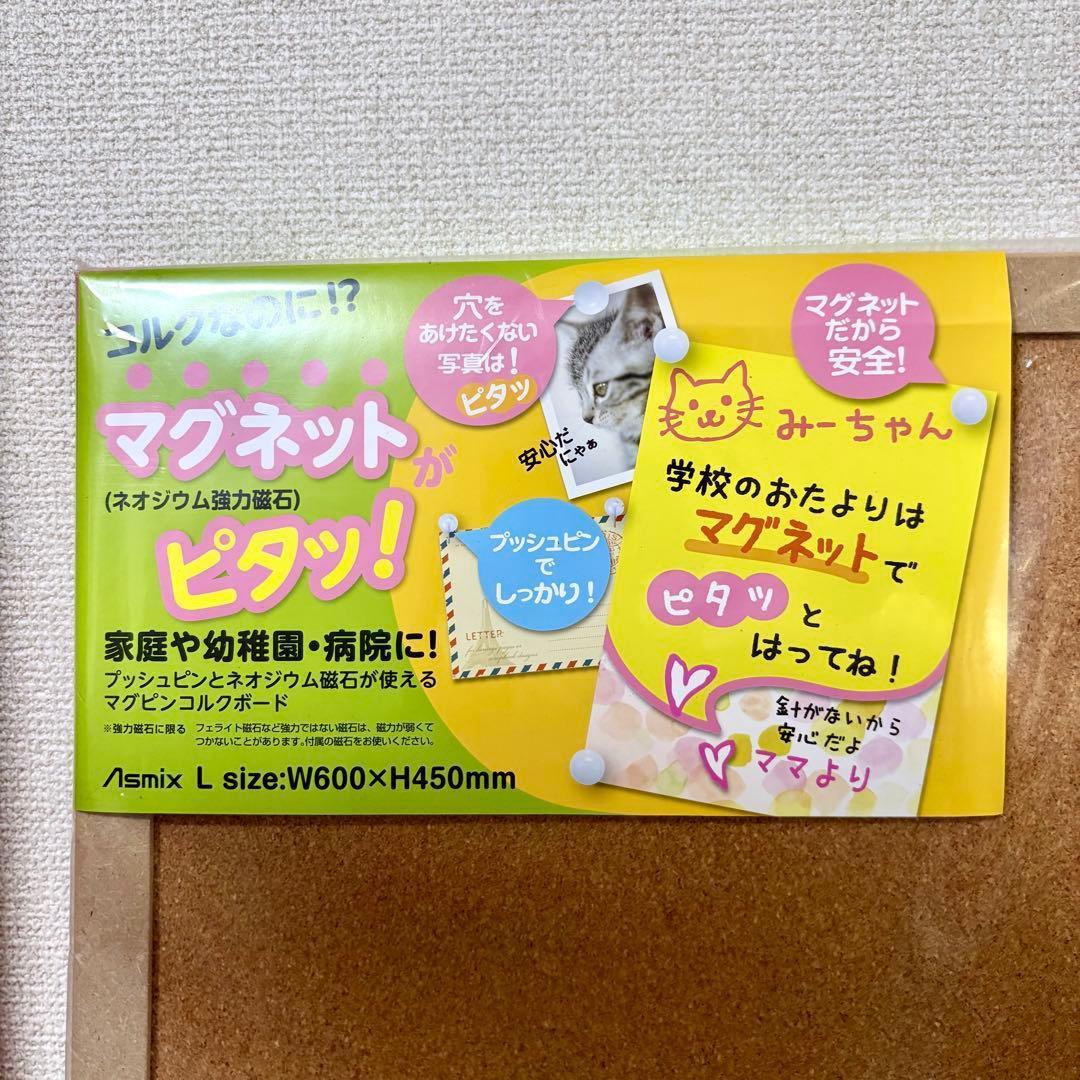 コルクなのに!?
マグネットが
(ネオジウム強力磁石)
ピタッ!
家庭や幼稚園・病院に!
プッシュピンとネオジウム磁石が使える
マグピンコルクボード
※強力磁石に限る フェライト磁石など強力ではない磁石は、磁力が弱くて
つかないことがあります。付属の磁石をお使いください。
Asmix L size:W600×H450mm
穴を
あけたくない
写真は!
ピタッ
安心だ
にゃぁ
プッシュピン
で
しっかり!
LETTER:
マグネット
だから
安全!
みーちゃん
学校のおたよりは
マグネットで
ピタッと
はってね!
針がないから
安心だよ
ママより